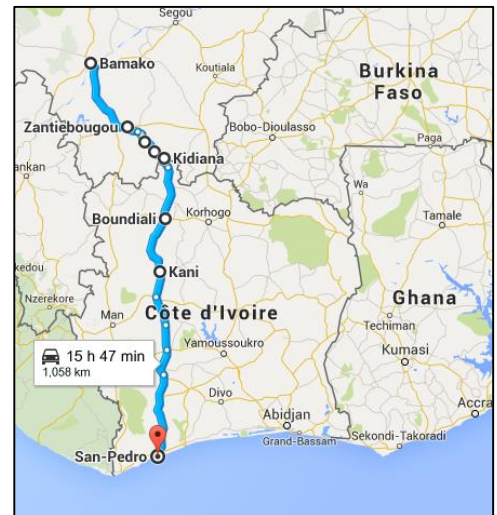 Segou
Bamako
Koutiala
Burkina
Faso
Zantiebougou
Bobo-Dioulasso
Paga
Kidiana
ankan
Wa
Boundiali
Korhogo
Tamale
Kani
kedou
Nzerekore
Man
Côte d'Ivoire
Ghana
Techiman
15 h 47 min
1,058 km
Yamoussoukro
Kumasi
Divo
Abidjan
Accra
Grand-Bassam
Sekondi-Takoradi
San-Pedro